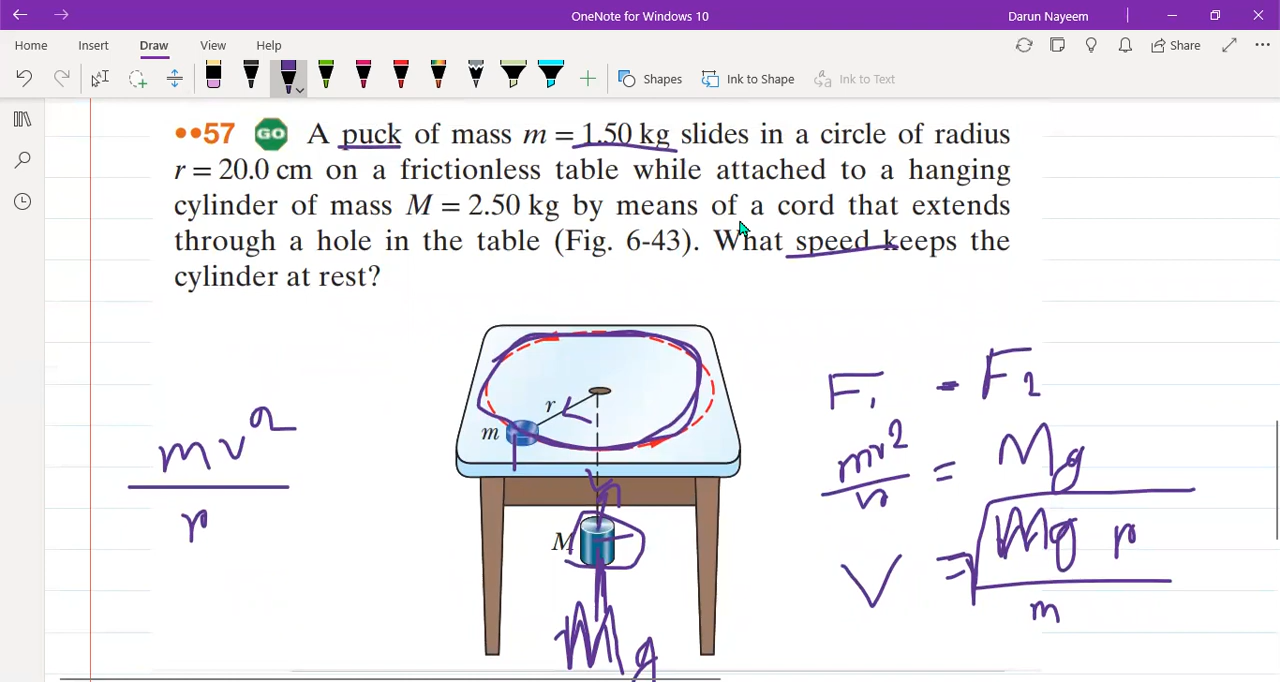 OneNote for Windows 10
Darun Nayeem
Home Insert Draw View Help
Share
Shapes Ink to Shape Ink to Text
••57 GO A puck of mass m = 1.50 kg slides in a circle of radius
r = 20.0 cm on a frictionless table while attached to a hanging
cylinder of mass M = 2.50 kg by means of a cord that extends
through a hole in the table (Fig. 6-43). What speed keeps the
cylinder at rest?
r
m
M
Mg
mv²
r
F₁ = F₂
mv²/r = Mg
V = √Mg r
m